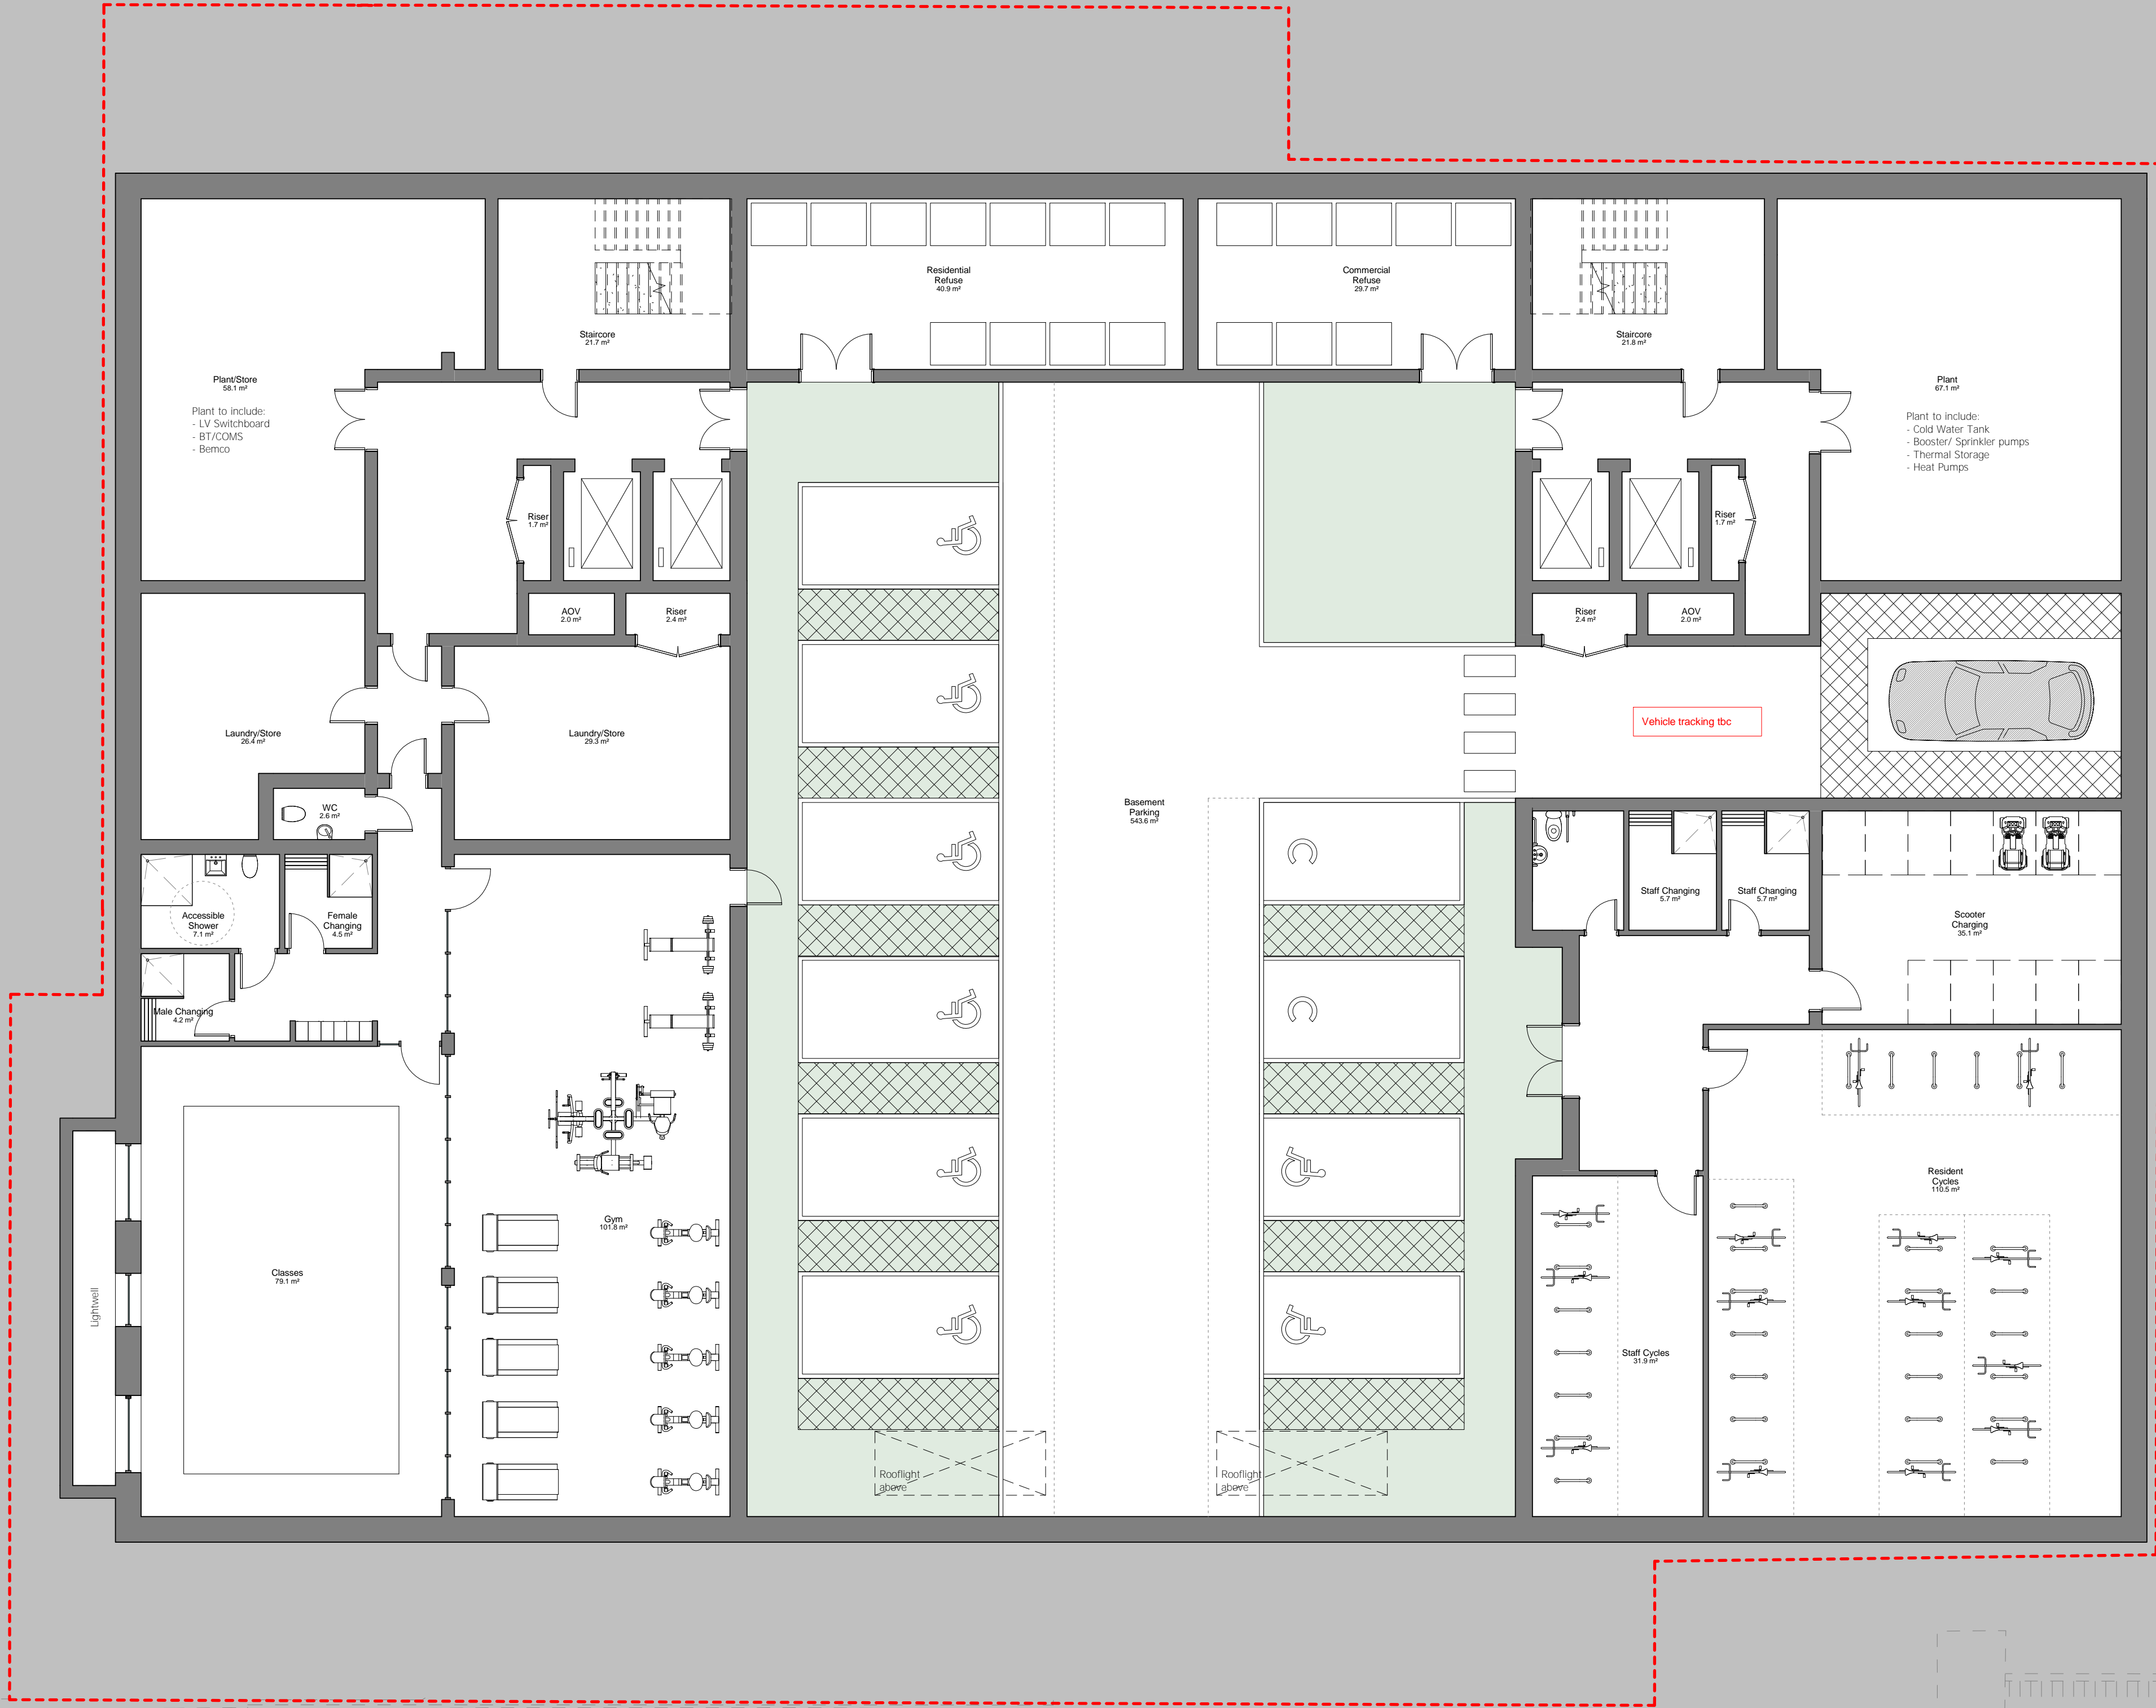 Residential
Refuse
40.9 m²
Commercial
Refuse
29.7 m²
Staircore
21.7 m²
Staircore
21.8 m²
Plant/Store
58.1 m²
Plant to include:
- LV Switchboard
- BT/COMS
- Bemco
Plant
67.1 m²
Plant to include:
- Cold Water Tank
- Booster/ Sprinkler pumps
- Thermal Storage
- Heat Pumps
Riser
1.7 m²
Riser
1.7 m²
AOV
2.0 m²
Riser
2.4 m²
Riser
2.4 m²
AOV
2.0 m²
Laundry/Store
26.4 m²
Laundry/Store
29.3 m²
Vehicle tracking tbc
WC
2.6 m²
Basement
Parking
543.6 m²
Accessible
Shower
7.1 m²
Female
Changing
4.5 m²
Staff Changing
5.7 m²
Staff Changing
5.7 m²
Scooter
Charging
35.1 m²
Male Changing
4.2 m²
Resident
Cycles
110.5 m²
Gym
101.8 m²
Classes
79.1 m²
Lightwell
Staff Cycles
31.9 m²
Rooflight
above
Rooflight
above